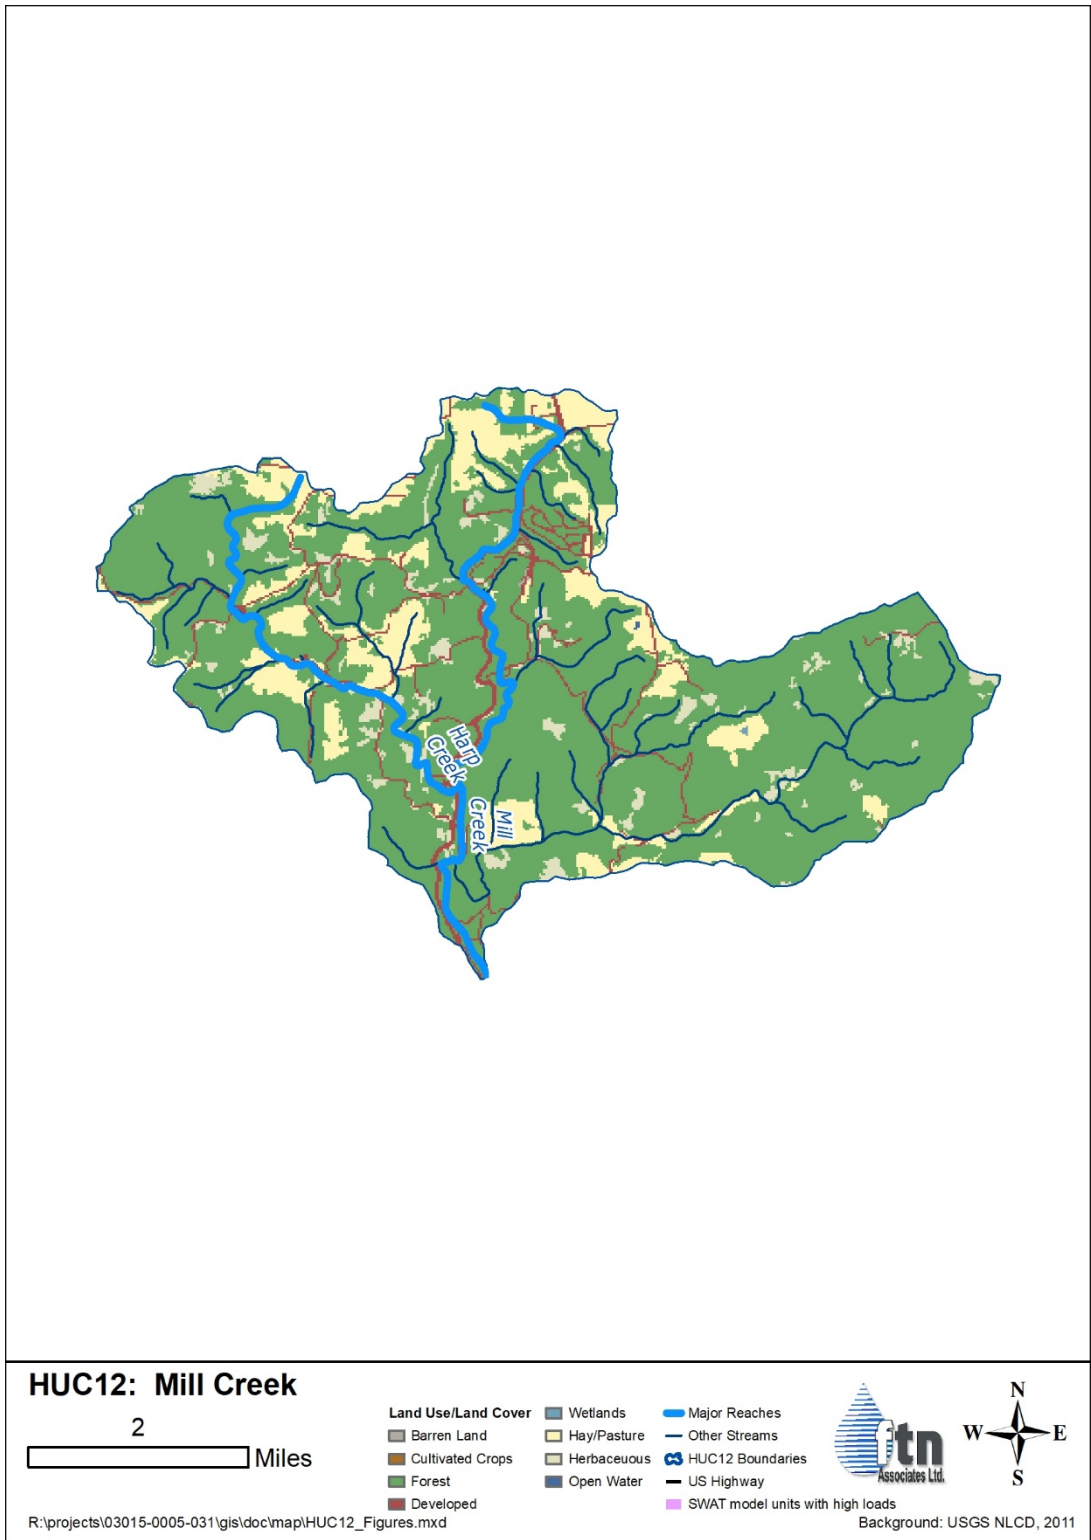 Harp
Creek
Mill
Creek
HUC12: Mill Creek
2
Miles
Land Use/Land Cover
Barren Land
Cultivated Crops
Forest
Developed
Wetlands
Hay/Pasture
Herbaceuous
Open Water
Major Reaches
Other Streams
HUC12 Boundaries
US Highway
SWAT model units with high loads
ftn
Associates Ltd.
N
W
E
S
R:\projects\03015-0005-031\gis\doc\map\HUC12_Figures.mxd
Background: USGS NLCD, 2011